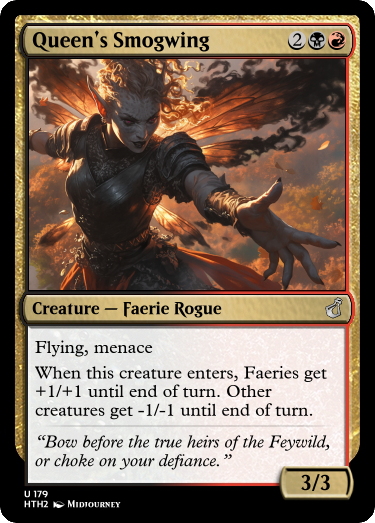 Queen's Smogwing 2
Creature — Faerie Rogue
Flying, menace
When this creature enters, Faeries get
+1/+1 until end of turn. Other
creatures get -1/-1 until end of turn.
“Bow before the true heirs of the Feywild,
or choke on your defiance.”
3/3
U 179
HTH2 Midjourney